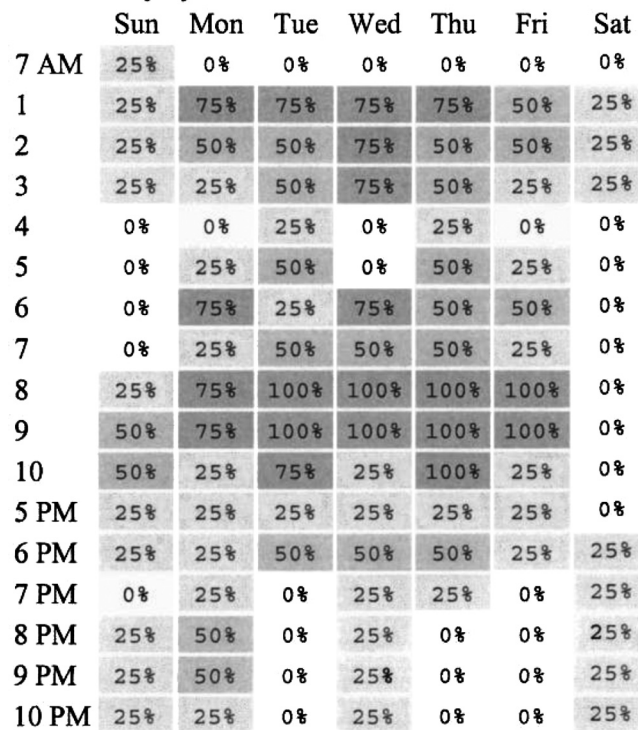 Sun Mon Tue Wed Thu Fri Sat
7 AM 25% 0% 0% 0% 0% 0% 0%
1 25% 75% 75% 75% 75% 50% 25%
2 25% 50% 50% 75% 50% 50% 25%
3 25% 25% 50% 75% 50% 25% 25%
4 0% 0% 25% 0% 25% 0% 0%
5 0% 25% 50% 0% 50% 25% 0%
6 0% 75% 25% 75% 50% 50% 0%
7 0% 25% 50% 50% 50% 25% 0%
8 25% 75% 100% 100% 100% 100% 0%
9 50% 75% 100% 100% 100% 100% 0%
10 50% 25% 75% 25% 100% 25% 0%
5 PM 25% 25% 25% 25% 25% 25% 0%
6 PM 25% 25% 50% 50% 50% 25% 25%
7 PM 0% 25% 0% 25% 25% 0% 25%
8 PM 25% 50% 0% 25% 0% 0% 25%
9 PM 25% 50% 0% 25% 0% 0% 25%
10 PM 25% 25% 0% 25% 0% 0% 25%